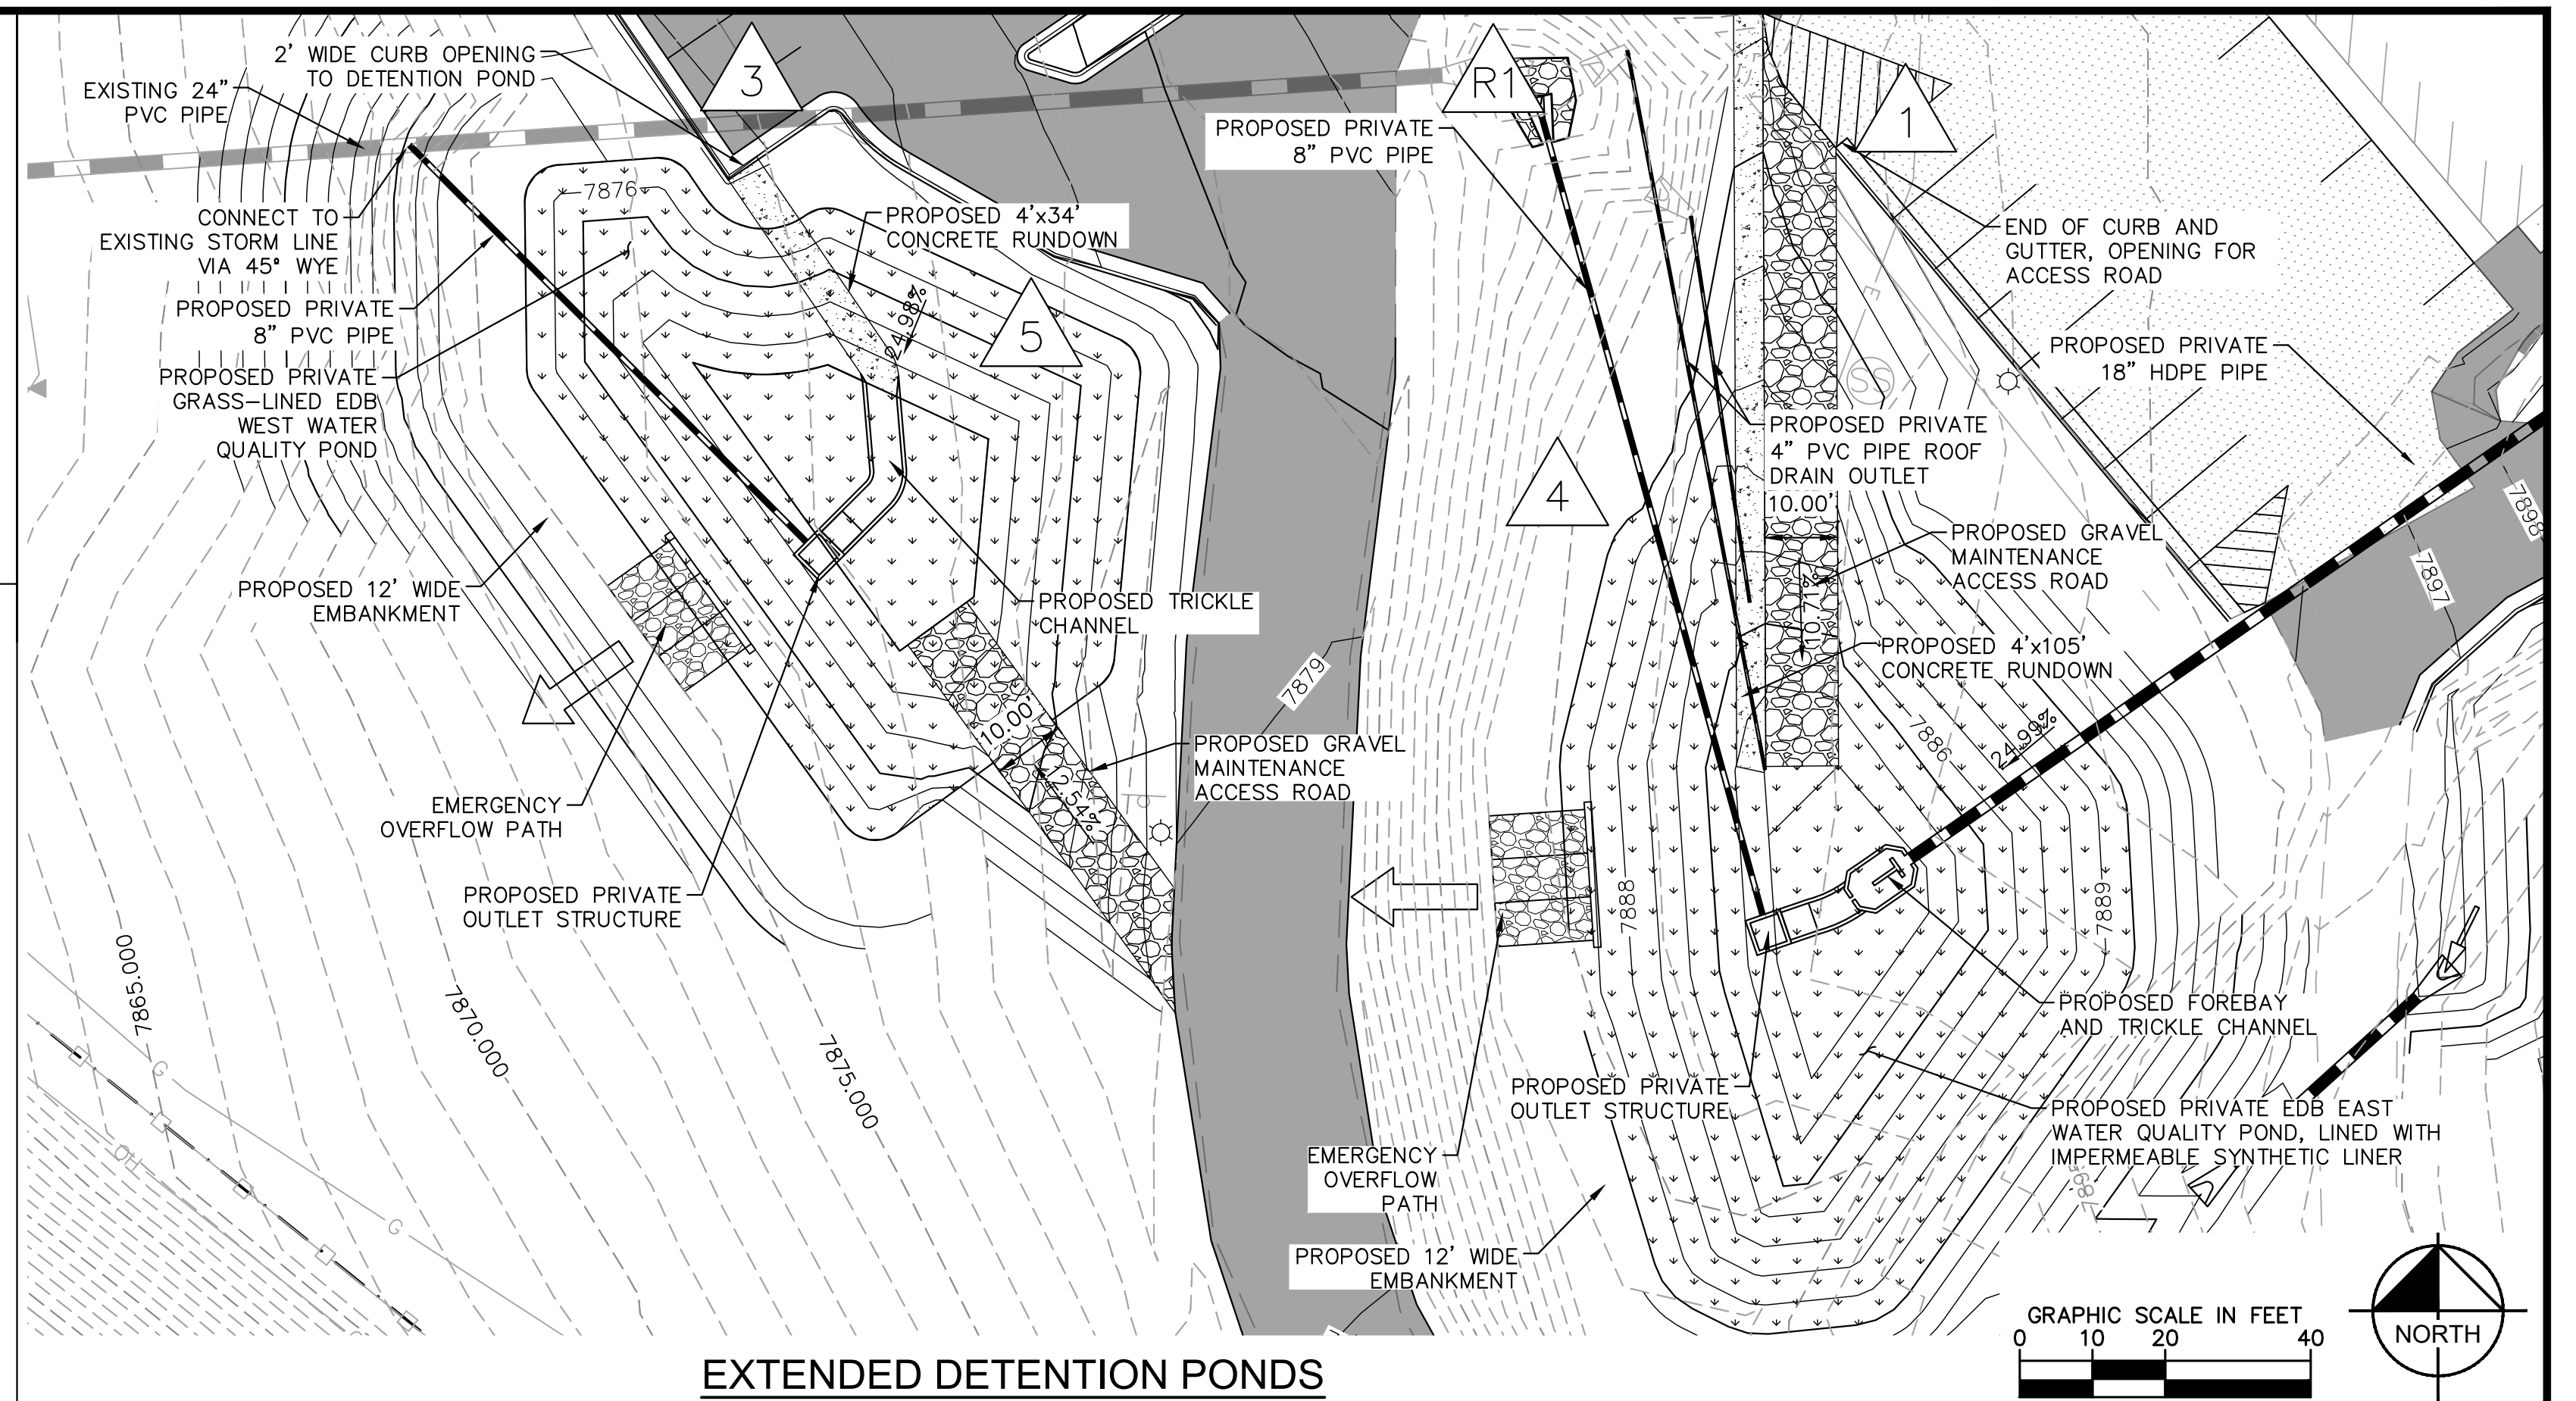 2' WIDE CURB OPENING
TO DETENTION POND
EXISTING 24"
PVC PIPE
3
R1
1
PROPOSED PRIVATE
8" PVC PIPE
7876
CONNECT TO
EXISTING STORM LINE
VIA 45° WYE
PROPOSED 4'x34'
CONCRETE RUNDOWN
END OF CURB AND
GUTTER, OPENING FOR
ACCESS ROAD
E
PROPOSED PRIVATE
8" PVC PIPE
24.98%
5
PROPOSED PRIVATE
18" HDPE PIPE
PROPOSED PRIVATE
GRASS-LINED EDB
WEST WATER
QUALITY POND
SS
PROPOSED PRIVATE
4" PVC PIPE ROOF
DRAIN OUTLET
10.00'
4
7898
PROPOSED GRAVEL
MAINTENANCE
ACCESS ROAD
7897
10.71%
PROPOSED 12' WIDE
EMBANKMENT
PROPOSED TRICKLE
CHANNEL
PROPOSED 4'x105'
CONCRETE RUNDOWN
7879
10.00'
7886
24.99%
PROPOSED GRAVEL
MAINTENANCE
ACCESS ROAD
12.54%
EMERGENCY
OVERFLOW PATH
PROPOSED PRIVATE
OUTLET STRUCTURE
7888
7889
7865.000
7870.000
7875.000
PROPOSED FOREBAY
AND TRICKLE CHANNEL
G
PROPOSED PRIVATE
OUTLET STRUCTURE
PROPOSED PRIVATE EDB EAST
WATER QUALITY POND, LINED WITH
IMPERMEABLE SYNTHETIC LINER
OH
EMERGENCY
OVERFLOW
PATH
G
PROPOSED 12' WIDE
EMBANKMENT
GRAPHIC SCALE IN FEET
0 10 20 40
NORTH
EXTENDED DETENTION PONDS